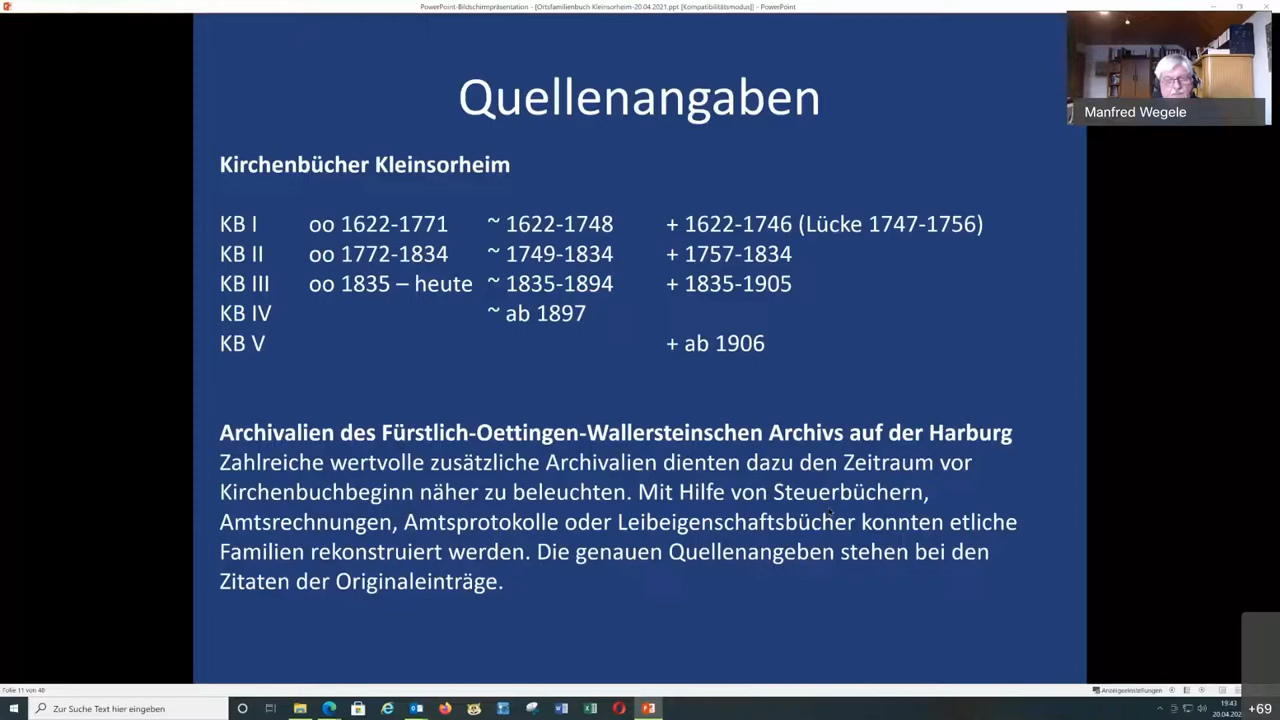 PowerPoint-Bildschirmpräsentation - [Ortsfamilienbuch Kleinsorheim-20.04.2021.ppt [Kompatibilitätsmodus]] - PowerPoint
Manfred Wegele
Quellenangaben
Kirchenbücher Kleinsorheim
KB I oo 1622-1771 ~ 1622-1748 + 1622-1746 (Lücke 1747-1756)
KB II oo 1772-1834 ~ 1749-1834 + 1757-1834
KB III oo 1835 – heute ~ 1835-1894 + 1835-1905
KB IV ~ ab 1897
KB V + ab 1906
Archivalien des Fürstlich-Oettingen-Wallersteinschen Archivs auf der Harburg
Zahlreiche wertvolle zusätzliche Archivalien dienten dazu den Zeitraum vor
Kirchenbuchbeginn näher zu beleuchten. Mit Hilfe von Steuerbüchern,
Amtsrechnungen, Amtsprotokolle oder Leibeigenschaftsbücher konnten etliche
Familien rekonstruiert werden. Die genauen Quellenangeben stehen bei den
Zitaten der Originaleinträge.
Folie 11 von 48
Anzeigeeinstellungen
Zur Suche Text hier eingeben
19:43
20.04.202
+69